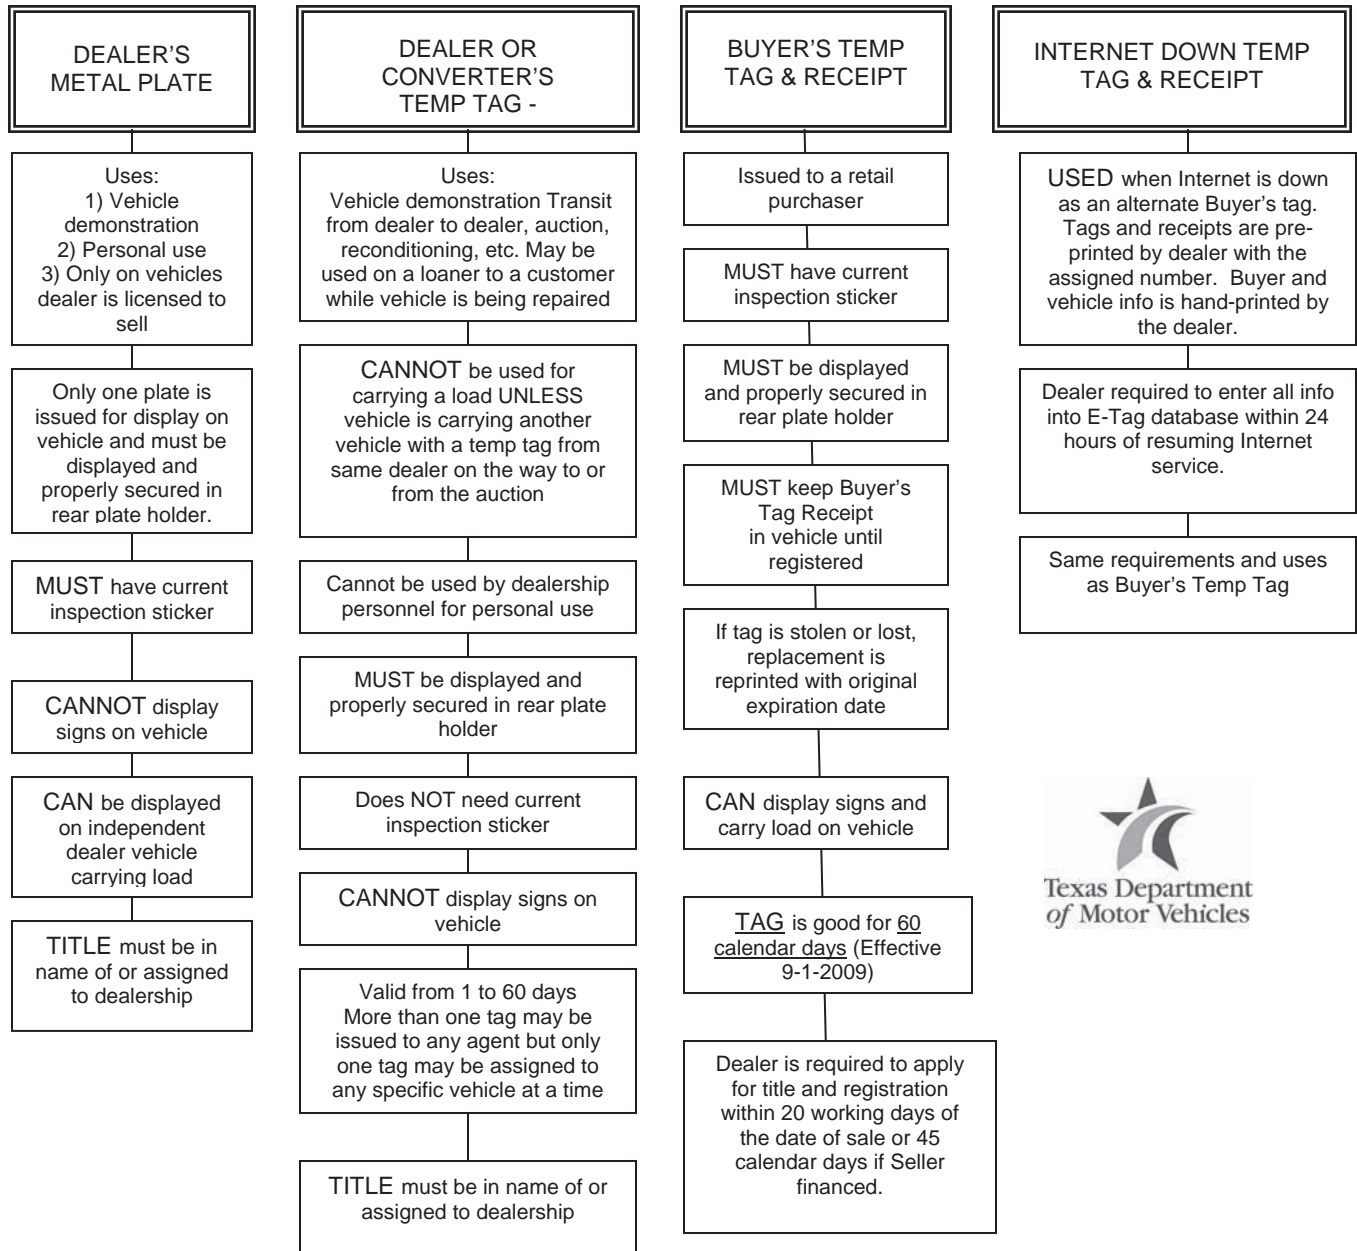 DEALER'S
METAL PLATE
Uses:
1) Vehicle
demonstration
2) Personal use
3) Only on vehicles
dealer is licensed to
sell
Only one plate is
issued for display on
vehicle and must be
displayed and
properly secured in
rear plate holder.
MUST have current
inspection sticker
CANNOT display
signs on vehicle
CAN be displayed
on independent
dealer vehicle
carrying load
TITLE must be in
name of or assigned
to dealership
DEALER OR
CONVERTER'S
TEMP TAG -
Uses:
Vehicle demonstration Transit
from dealer to dealer, auction,
reconditioning, etc. May be
used on a loaner to a customer
while vehicle is being repaired
CANNOT be used for
carrying a load UNLESS
vehicle is carrying another
vehicle with a temp tag from
same dealer on the way to or
from the auction
Cannot be used by dealership
personnel for personal use
MUST be displayed and
properly secured in rear plate
holder
Does NOT need current
inspection sticker
CANNOT display signs on
vehicle
Valid from 1 to 60 days
More than one tag may be
issued to any agent but only
one tag may be assigned to
any specific vehicle at a time
TITLE must be in name of or
assigned to dealership
BUYER'S TEMP
TAG & RECEIPT
Issued to a retail
purchaser
MUST have current
inspection sticker
MUST be displayed
and properly secured in
rear plate holder
MUST keep Buyer's
Tag Receipt
in vehicle until
registered
If tag is stolen or lost,
replacement is
reprinted with original
expiration date
CAN display signs and
carry load on vehicle
TAG is good for 60
calendar days (Effective
9-1-2009)
Dealer is required to apply
for title and registration
within 20 working days of
the date of sale or 45
calendar days if Seller
financed.
INTERNET DOWN TEMP
TAG & RECEIPT
USED when Internet is down
as an alternate Buyer's tag.
Tags and receipts are pre-
printed by dealer with the
assigned number. Buyer and
vehicle info is hand-printed by
the dealer.
Dealer required to enter all info
into E-Tag database within 24
hours of resuming Internet
service.
Same requirements and uses
as Buyer's Temp Tag
Texas Department
of Motor Vehicles